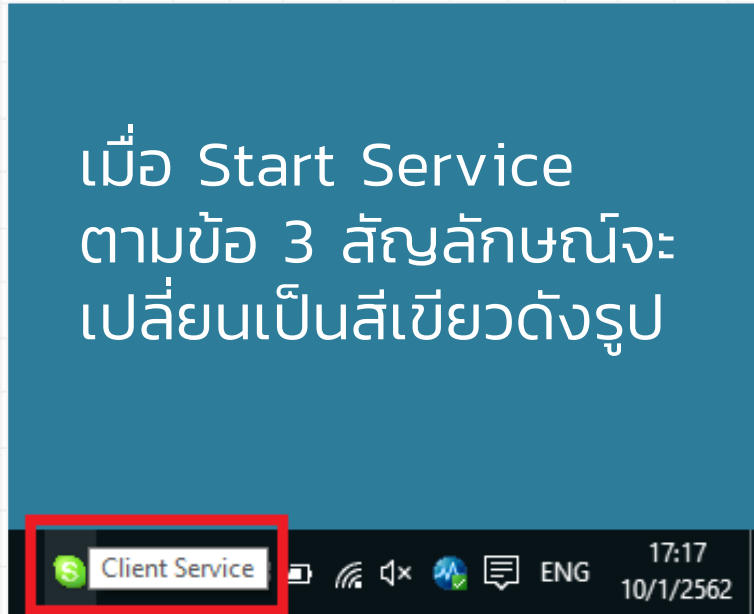 เมื่อ Start Service
ตามข้อ 3 สัญลักษณ์จะ
เปลี่ยนเป็นสีเขียวดังรูป
S Client Service ENG 17:17
10/1/2562